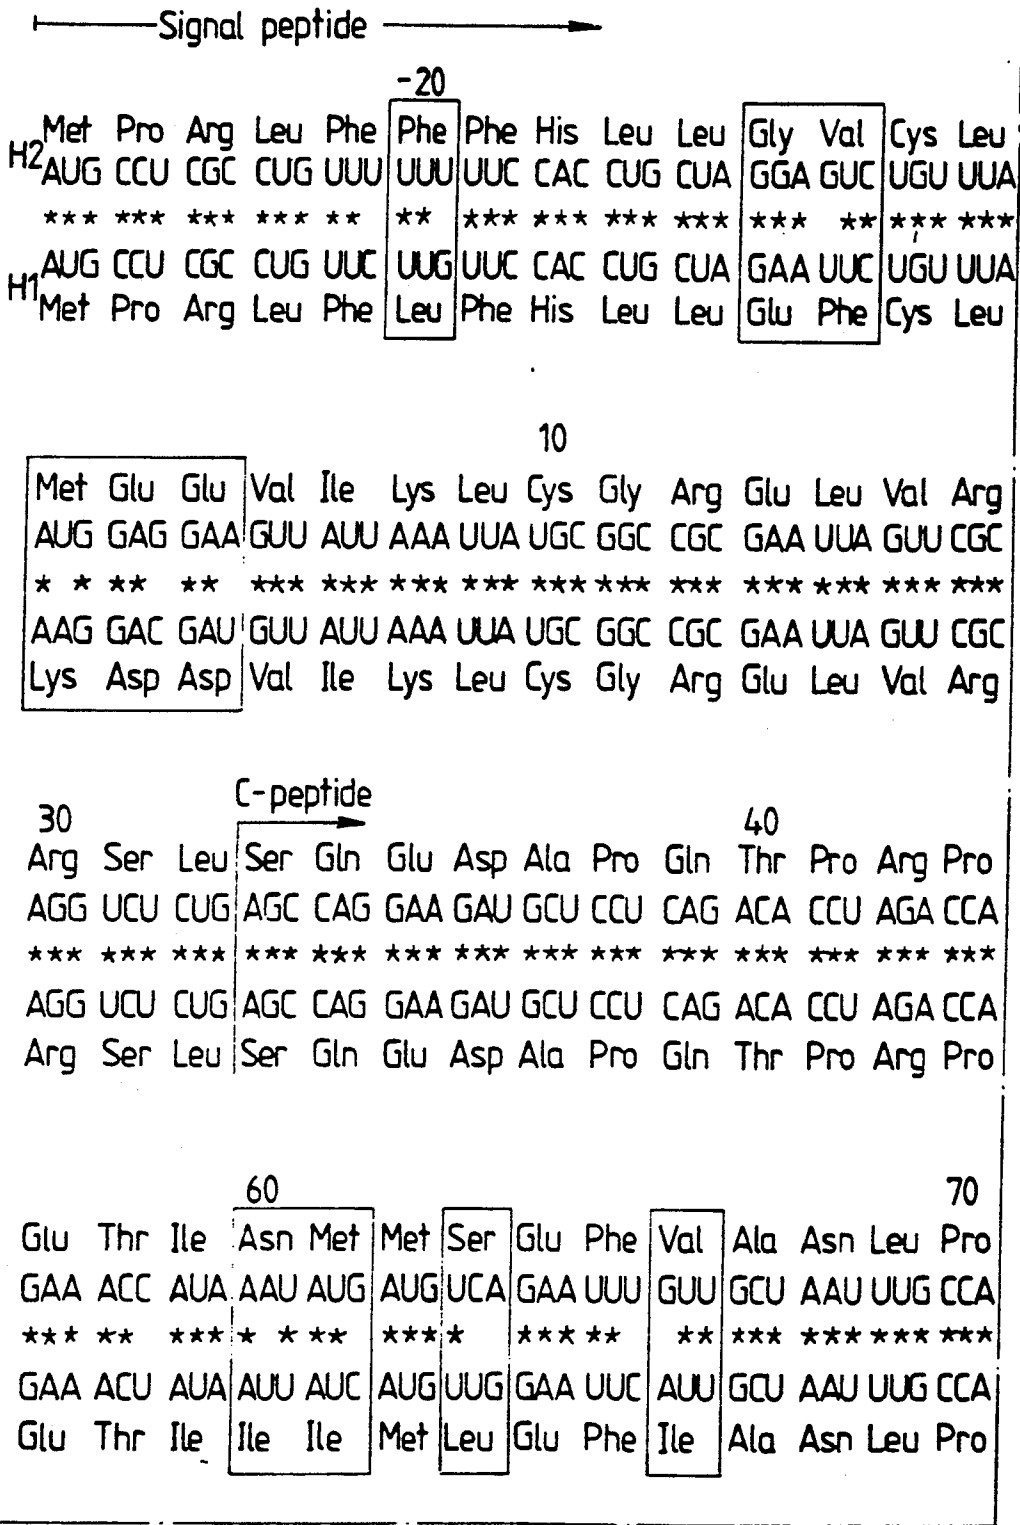 Signal peptide
-20
Met Pro Arg Leu Phe Phe Phe His Leu Leu Gly Val Cys Leu
H2 AUG CCU CGC CUG UUU UUU UUC CAC CUG CUA GGA GUC UGU UUA
*** *** *** *** ** ** *** *** *** *** *** ** *** ***
H1 AUG CCU CGC CUG UUC UUG UUC CAC CUG CUA GAA UUC UGU UUA
Met Pro Arg Leu Phe Leu Phe His Leu Leu Glu Phe Cys Leu
10
Met Glu Glu Val Ile Lys Leu Cys Gly Arg Glu Leu Val Arg
AUG GAG GAA GUU AUU AAA UUA UGC GGC CGC GAA UUA GUU CGC
* * ** ** *** *** *** *** *** *** *** *** *** *** ***
AAG GAC GAU GUU AUU AAA UUA UGC GGC CGC GAA UUA GUU CGC
Lys Asp Asp Val Ile Lys Leu Cys Gly Arg Glu Leu Val Arg
C-peptide
30 40
Arg Ser Leu Ser Gln Glu Asp Ala Pro Gln Thr Pro Arg Pro
AGG UCU CUG AGC CAG GAA GAU GCU CCU CAG ACA CCU AGA CCA
*** *** *** *** *** *** *** *** *** *** *** *** *** ***
AGG UCU CUG AGC CAG GAA GAU GCU CCU CAG ACA CCU AGA CCA
Arg Ser Leu Ser Gln Glu Asp Ala Pro Gln Thr Pro Arg Pro
60 70
Glu Thr Ile Asn Met Met Ser Glu Phe Val Ala Asn Leu Pro
GAA ACC AUA AAU AUG AUG UCA GAA UUU GUU GCU AAU UUG CCA
*** ** *** * * ** *** * *** ** ** *** *** *** ***
GAA ACU AUA AUU AUC AUG UUG GAA UUC AUU GCU AAU UUG CCA
Glu Thr Ile Ile Ile Met Leu Glu Phe Ile Ala Asn Leu Pro